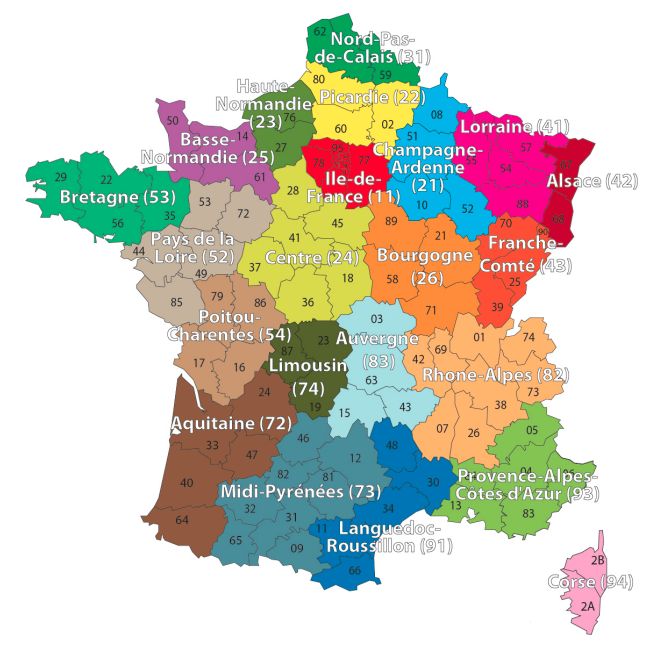 62
Nord-Pas-
de-Calais (31)
59
80
Picardie (22)
60
02
08
Haute-
Normandie
(23)
76
27
50
14
Basse-
Normandie (25)
61
Lorraine (41)
57
55
54
88
51
Champagne-
Ardenne
(21)
10
52
95
78
77
Ile-de-
France (11)
67
Alsace (42)
68
29
22
Bretagne (53)
56
35
53
72
Pays de la
Loire (52)
44
49
85
28
45
41
Centre (24)
37
18
36
89
21
Bourgogne
(26)
58
71
70
90
Franche-
Comté (43)
25
39
79
86
Poitou-
Charentes (54)
17
16
23
87
Limousin
(74)
19
03
Auvergne
(83)
63
15
43
01
74
42
69
Rhone-Alpes (82)
73
38
07
26
24
Aquitaine (72)
33
47
40
64
46
12
82
81
Midi-Pyrénées (73)
32
31
65
09
48
30
34
11
Languedoc-
Roussillon (91)
66
05
04
06
Provence-Alpes-
Côtes d'Azur (93)
13
83
2B
Corse (94)
2A